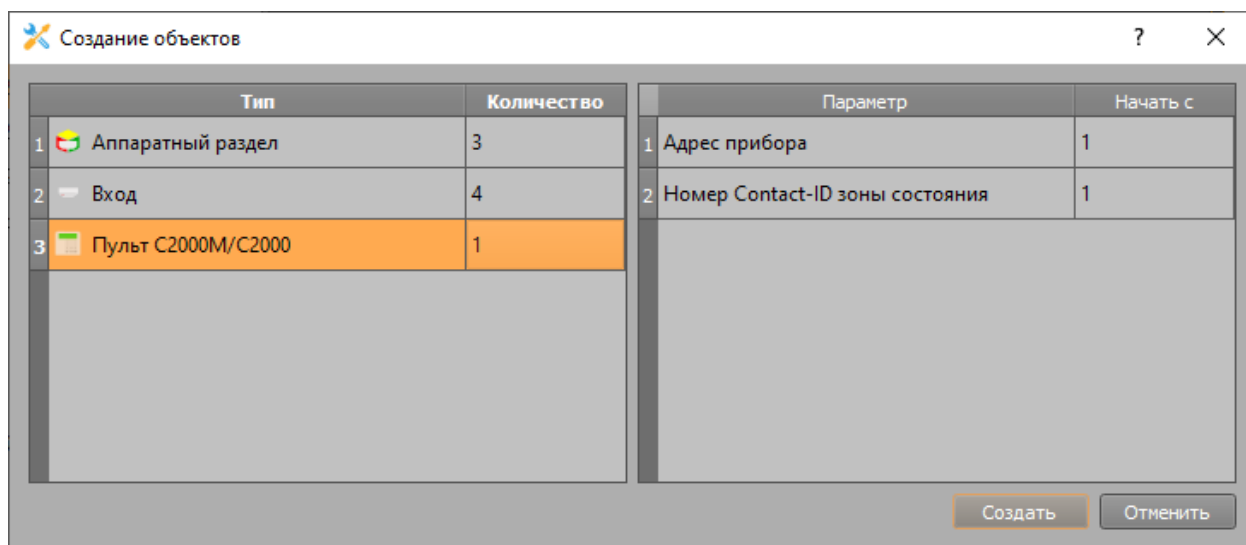 Создание объектов
?
Тип Количество
1 Аппаратный раздел 3
2 Вход 4
3 Пульт С2000М/С2000 1
Параметр Начать с
1 Адрес прибора 1
2 Номер Contact-ID зоны состояния 1
Создать Отменить